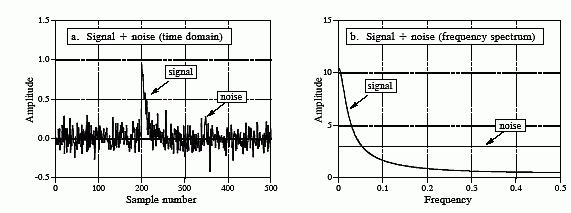 a. Signal + noise (time domain)
signal
noise
Amplitude
1.5
1.0
0.5
0.0
-0.5
0
100
200
300
400
500
Sample number
b. Signal + noise (frequency spectrum)
signal
noise
Amplitude
15
10
5
0
0
0.1
0.2
0.3
0.4
0.5
Frequency